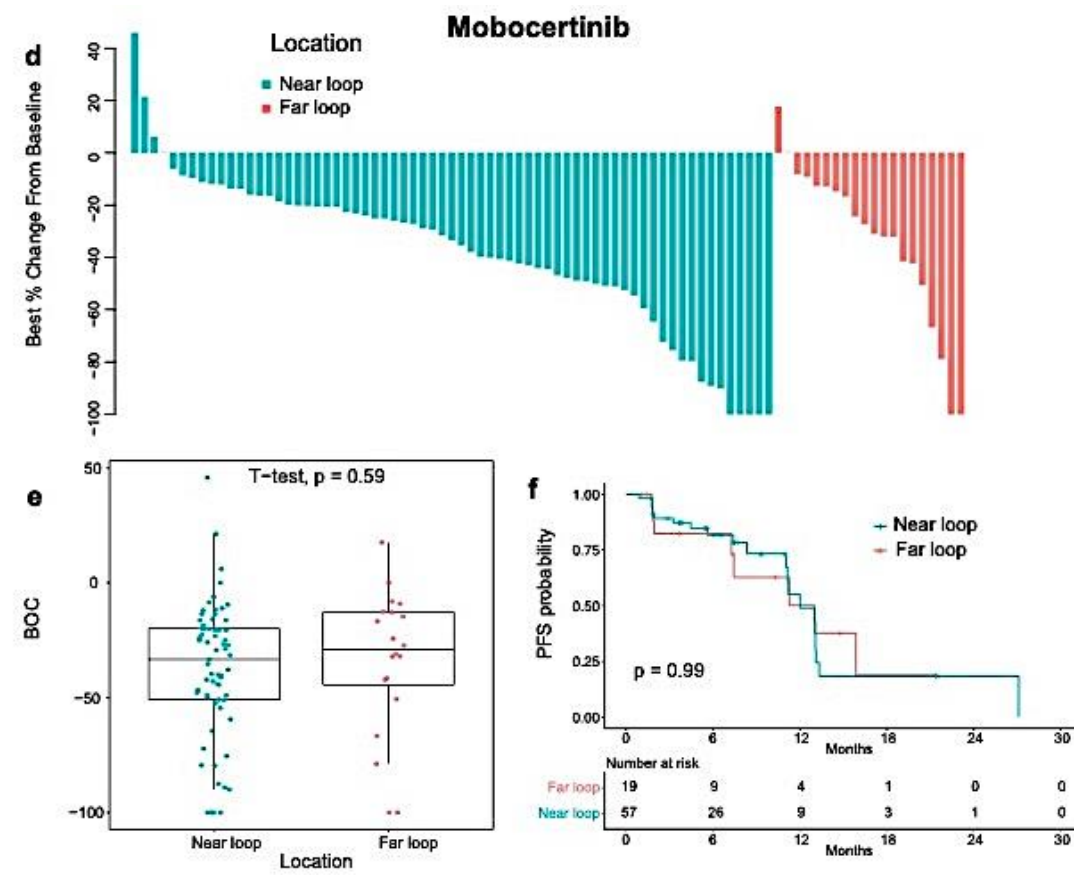 Mobocertinib
d
Location
Near loop
Far loop
Best % Change From Baseline
40
20
0
−20
−40
−60
−80
−100
e
T−test, p = 0.59
BOC
50
0
−50
−100
Near loop
Far loop
Location
f
PFS probability
1.00
0.75
0.50
0.25
0.00
Near loop
Far loop
p = 0.99
0 6 12 18 24 30
Months
Number at risk
Far loop 19 9 4 1 0 0
Near loop 57 26 9 3 1 0
0 6 12 18 24 30
Months